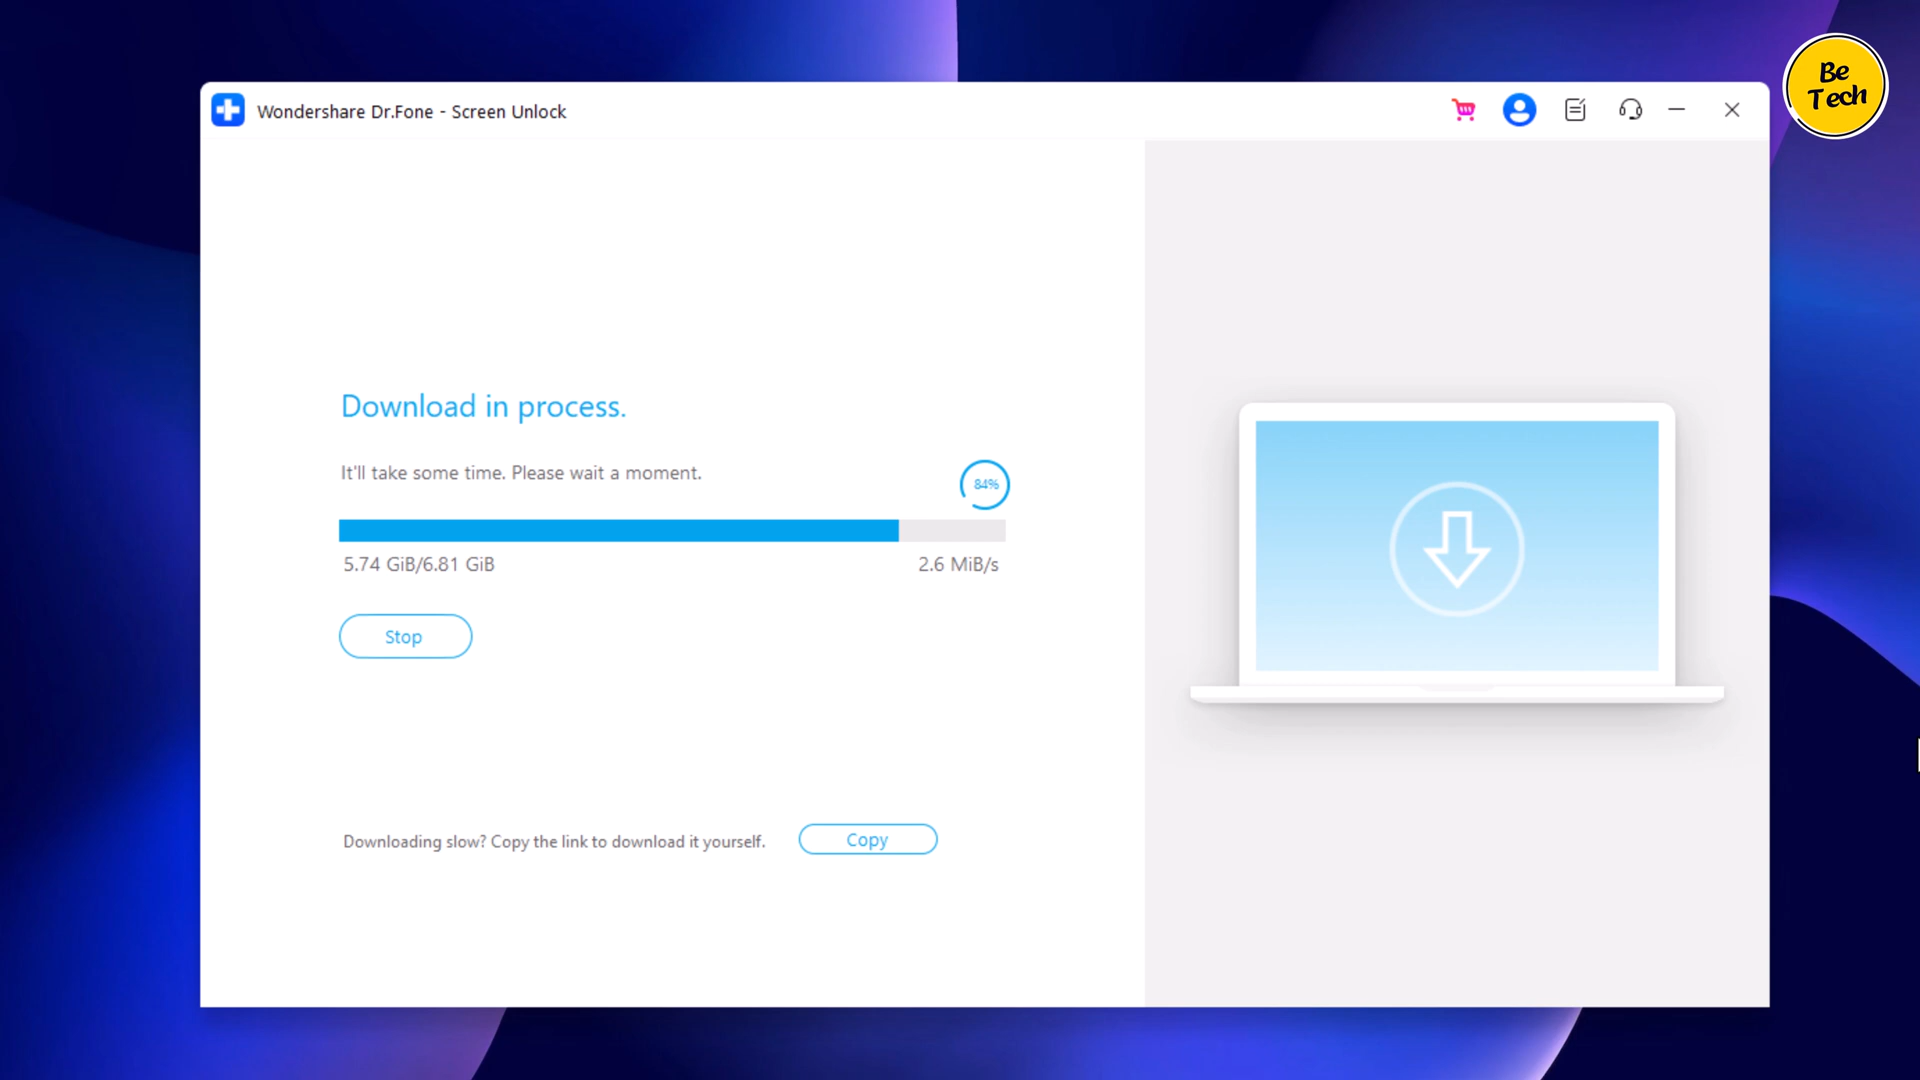 Wondershare Dr.Fone - Screen Unlock
Be
Tech
Download in process.
It'll take some time. Please wait a moment.
84%
5.74 GiB/6.81 GiB
2.6 MiB/s
Stop
Downloading slow? Copy the link to download it yourself.
Copy